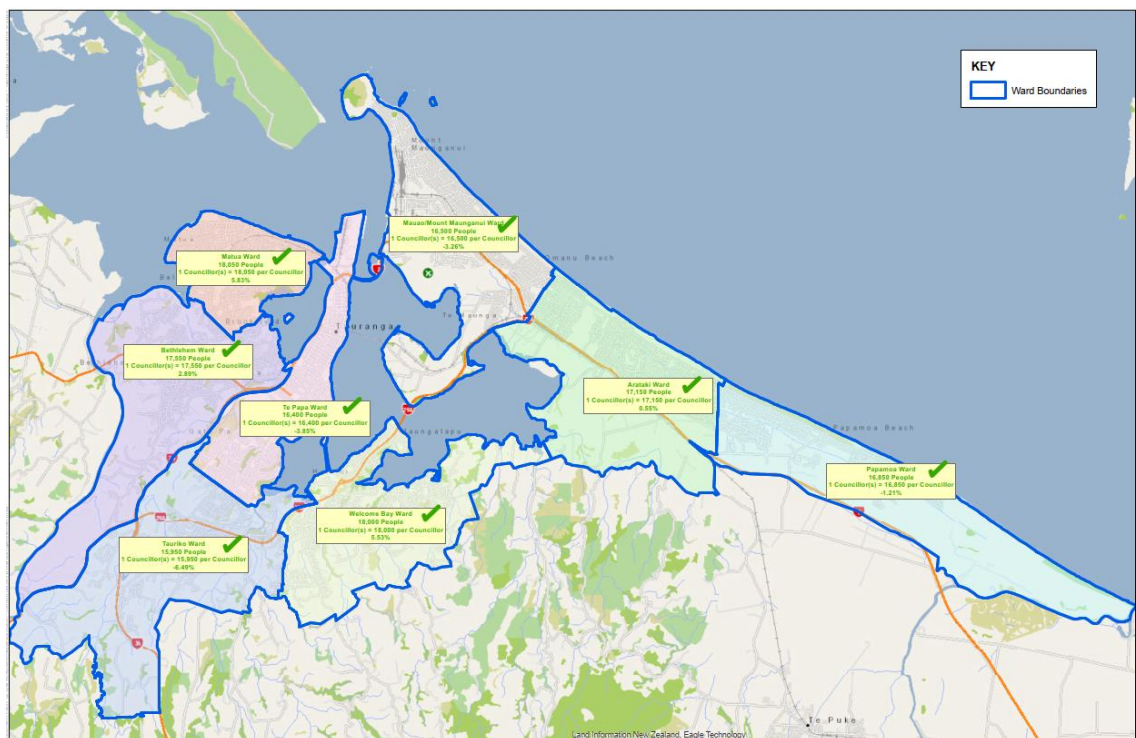 KEY
Ward Boundaries
Mount
Maunganui
Mauao/Mount Maunganui Ward
16,500 People
1 Councillor(s) = 16,500 per Councillor
-3.26%
Matua
Matua Ward
18,050 People
1 Councillor(s) = 18,050 per Councillor
5.83%
Omanu Beach
Te Maunga
Tauranga
Bethlehem Ward
17,550 People
1 Councillor(s) = 17,550 per Councillor
2.89%
Arataki Ward
17,150 People
1 Councillor(s) = 17,150 per Councillor
0.55%
Te Papa Ward
16,400 People
1 Councillor(s) = 16,400 per Councillor
-3.85%
Papamoa Beach
Maungatapu
Papamoa Ward
16,850 People
1 Councillor(s) = 16,850 per Councillor
-1.21%
Welcome Bay Ward
18,000 People
1 Councillor(s) = 18,000 per Councillor
5.53%
Tauriko Ward
15,950 People
1 Councillor(s) = 15,950 per Councillor
-6.49%
Te Puke
Land Information New Zealand, Eagle Technology